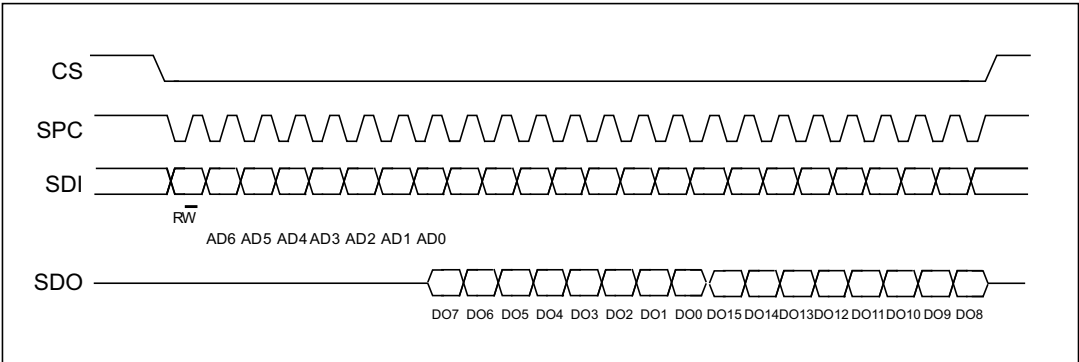 CS
SPC
SDI
RW
AD6 AD5 AD4 AD3 AD2 AD1 AD0
SDO
DO7 DO6 DO5 DO4 DO3 DO2 DO1 DO0 DO15 DO14 DO13 DO12 DO11 DO10 DO9 DO8